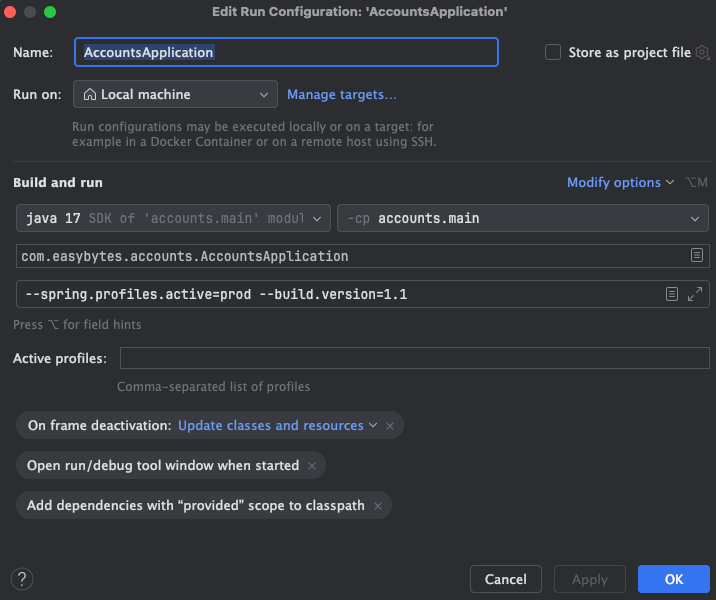 Edit Run Configuration: 'AccountsApplication'
Name: AccountsApplication Store as project file
Run on: Local machine Manage targets...
Run configurations may be executed locally or on a target: for
example in a Docker Container or on a remote host using SSH.
Build and run Modify options ⌥M
java 17 SDK of 'accounts.main' modul -cp accounts.main
com.easybytes.accounts.AccountsApplication
--spring.profiles.active=prod --build.version=1.1
Press ⌥ for field hints
Active profiles:
Comma-separated list of profiles
On frame deactivation: Update classes and resources ×
Open run/debug tool window when started ×
Add dependencies with “provided” scope to classpath ×
? Cancel Apply OK